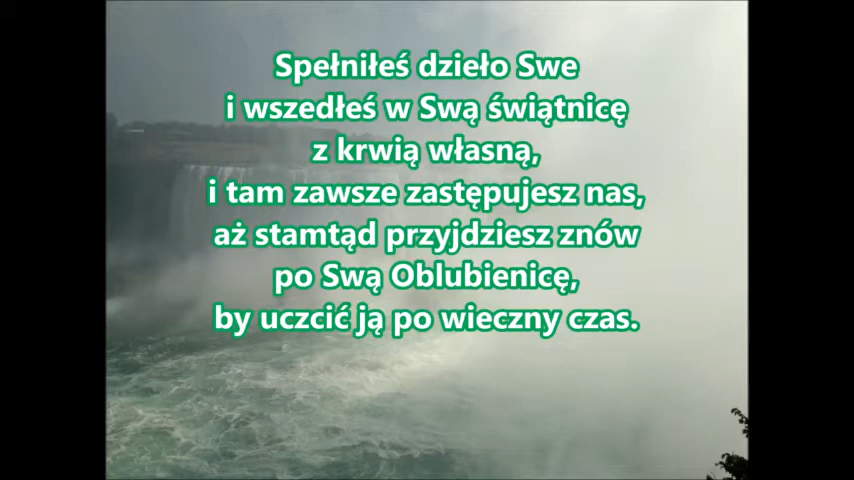 Spełniłeś dzieło Swe
i wszedłeś w Swą świątnicę
z krwią własną,
i tam zawsze zastępujesz nas,
aż stamtąd przyjdziesz znów
po Swą Oblubienicę,
by uczcić ją po wieczny czas.